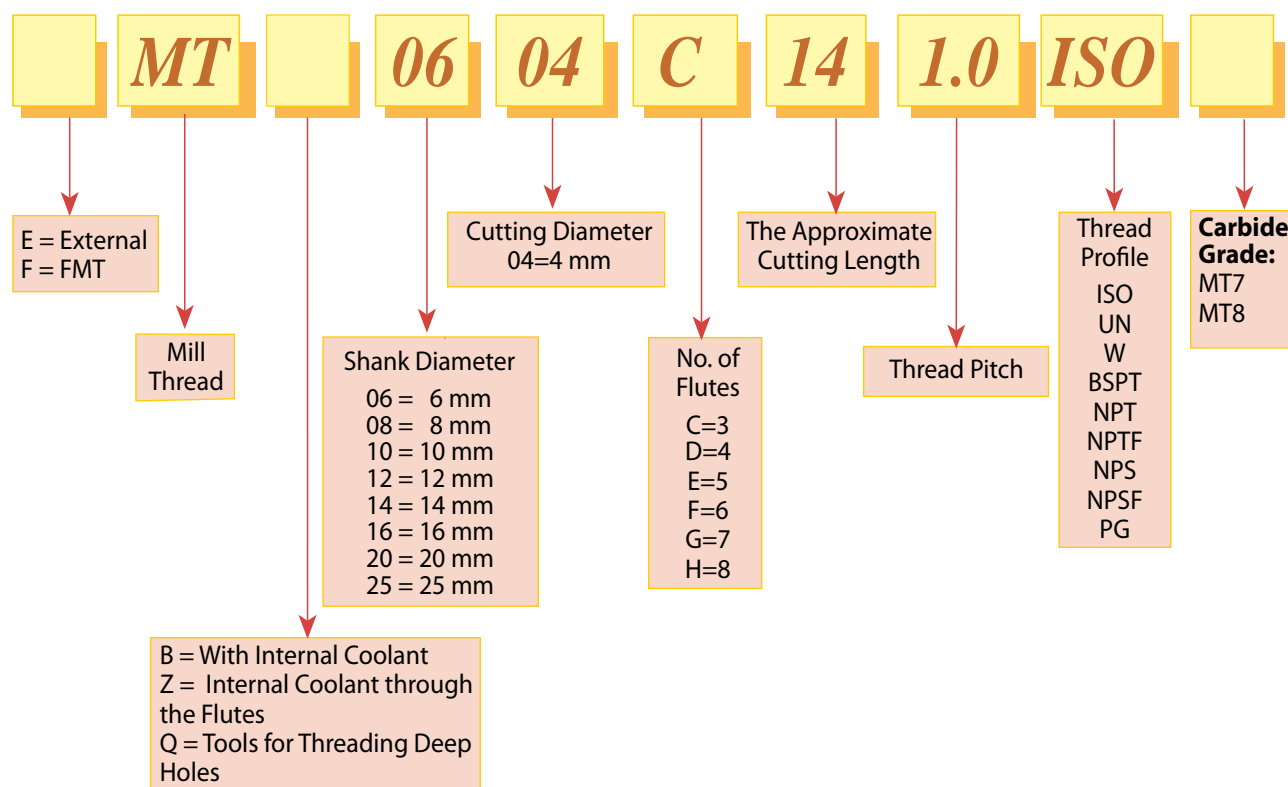 MT 06 04 C 14 1.0 ISO
E = External
F = FMT
Mill
Thread
B = With Internal Coolant
Z = Internal Coolant through
the Flutes
Q = Tools for Threading Deep
Holes
Shank Diameter
06 = 6 mm
08 = 8 mm
10 = 10 mm
12 = 12 mm
14 = 14 mm
16 = 16 mm
20 = 20 mm
25 = 25 mm
Cutting Diameter
04=4 mm
No. of
Flutes
C=3
D=4
E=5
F=6
G=7
H=8
The Approximate
Cutting Length
Thread Pitch
Thread
Profile
ISO
UN
W
BSPT
NPT
NPTF
NPS
NPSF
PG
Carbide
Grade:
MT7
MT8